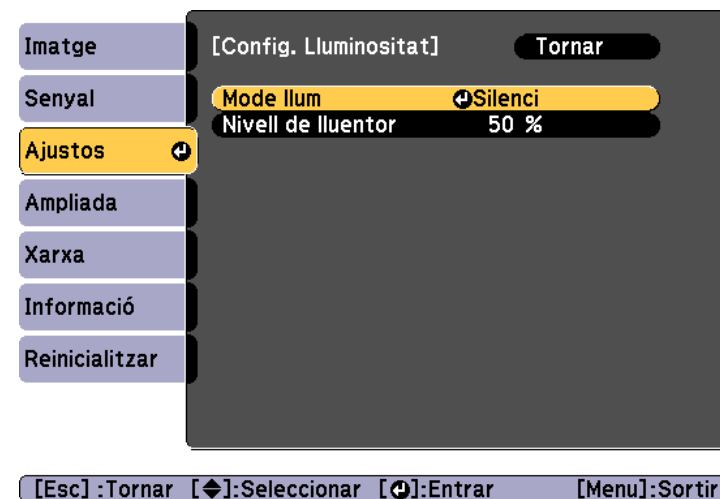 Imatge
Senyal
Ajustos
Ampliada
Xarxa
Informació
Reinicialitzar
[Config. Lluminositat] Tornar
Mode llum Silenci
Nivell de lluentor 50 %
[Esc] :Tornar [ ]:Seleccionar [ ]:Entrar [Menu]:Sortir